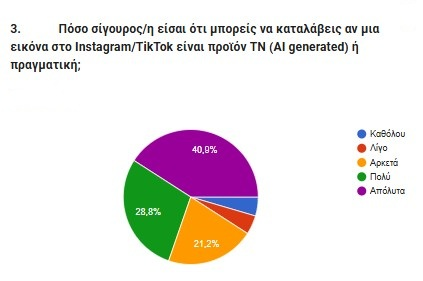 3. Πόσο σίγουρος/η είσαι ότι μπορείς να καταλάβεις αν μια
εικόνα στο Instagram/TikTok είναι προϊόν ΤΝ (AI generated) ή
πραγματική;
Καθόλου
Λίγο
Αρκετά
Πολύ
Απόλυτα
40,9%
28,8%
21,2%